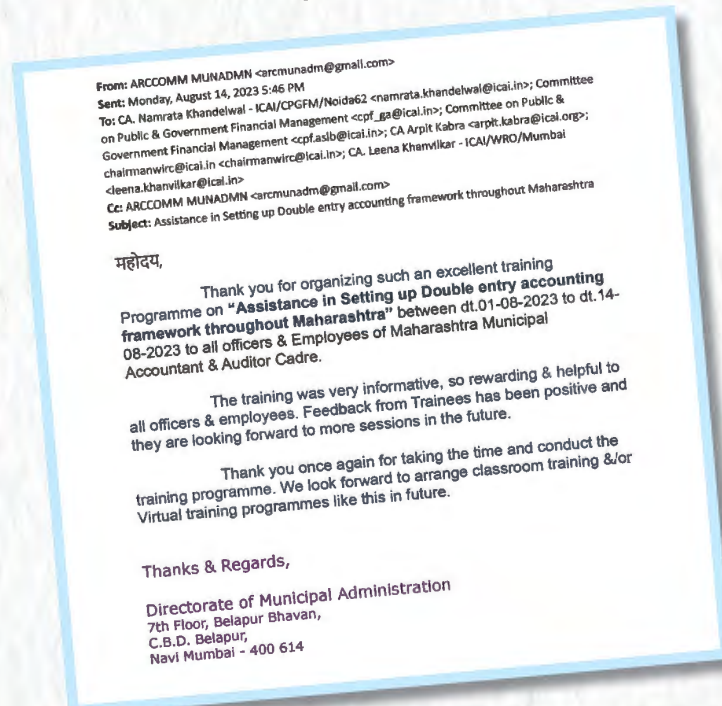 From: ARCCOMM MUNADMN <arcmunadm@gmail.com>
Sent: Monday, August 14, 2023 5:46 PM
To: CA. Namrata Khandelwal - ICAI/CPGFM/Noida62 <namrata.khandelwal@icai.in>; Committee
on Public & Government Financial Management <cpf_ga@icai.in>; Committee on Public &
Government Financial Management <cpf.aslb@icai.in>; CA Arpit Kabra <arpit.kabra@icai.org>;
chairmanwirc@icai.in <chairmanwirc@icai.in>; CA. Leena Khanvilkar - ICAI/WRO/Mumbai
<leena.khanvilkar@icai.in>
Cc: ARCCOMM MUNADMN <arcmunadm@gmail.com>
Subject: Assistance in Setting up Double entry accounting framework throughout Maharashtra
महोदय,
Thank you for organizing such an excellent training
Programme on "Assistance in Setting up Double entry accounting
framework throughout Maharashtra" between dt.01-08-2023 to dt.14-
08-2023 to all officers & Employees of Maharashtra Municipal
Accountant & Auditor Cadre.
The training was very informative, so rewarding & helpful to
all officers & employees. Feedback from Trainees has been positive and
they are looking forward to more sessions in the future.
Thank you once again for taking the time and conduct the
training programme. We look forward to arrange classroom training &/or
Virtual training programmes like this in future.
Thanks & Regards,
Directorate of Municipal Administration
7th Floor, Belapur Bhavan,
C.B.D. Belapur,
Navi Mumbai - 400 614